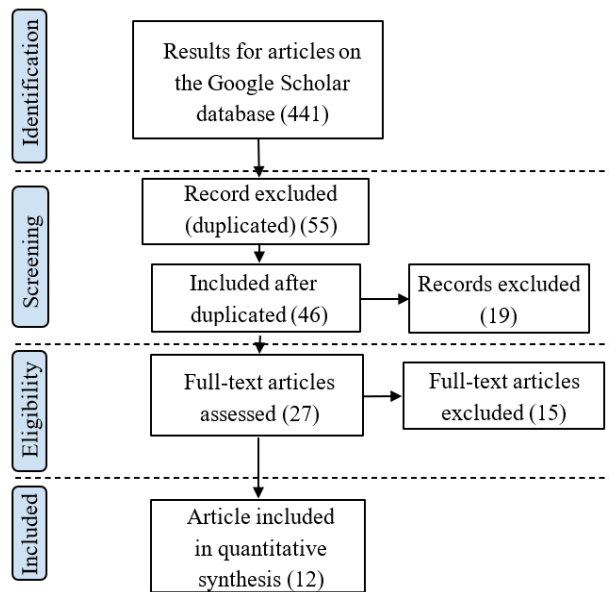 Identification
Results for articles on
the Google Scholar
database (441)
Screening
Record excluded
(duplicated) (55)
Included after
duplicated (46)
Records excluded
(19)
Eligibility
Full-text articles
assessed (27)
Full-text articles
excluded (15)
Included
Article included
in quantitative
synthesis (12)